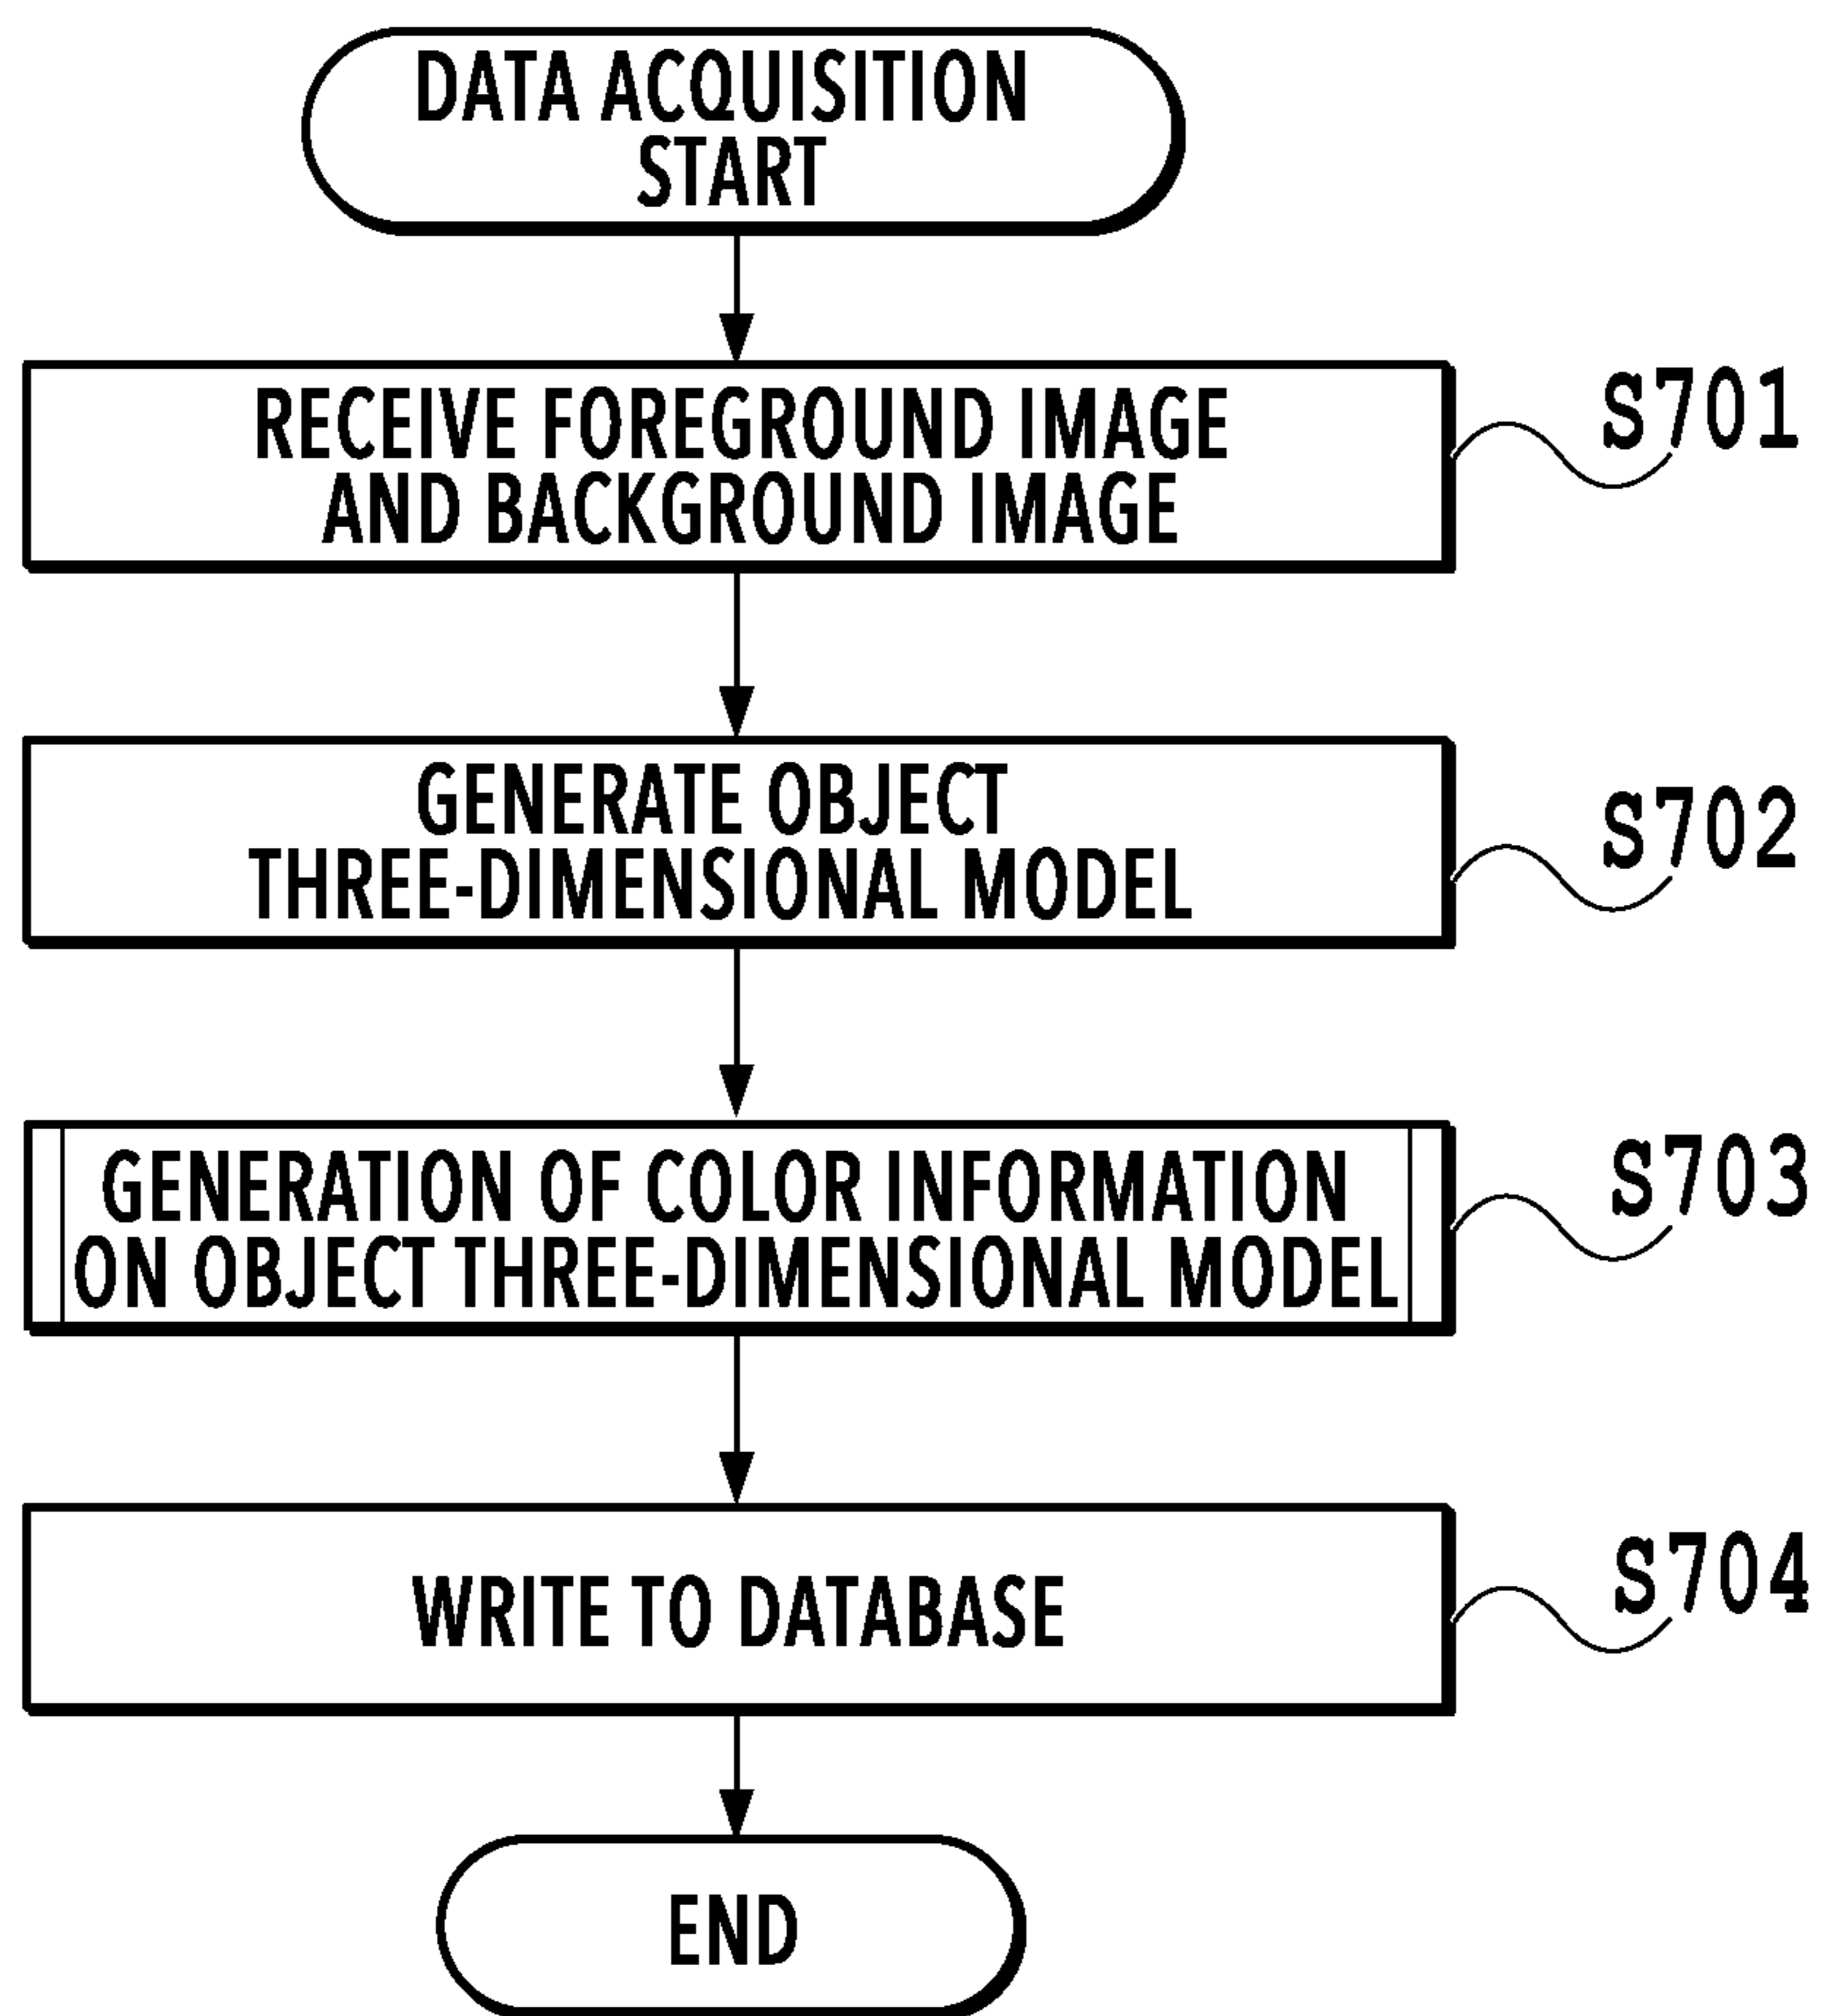 DATA ACQUISITION
START
RECEIVE FOREGROUND IMAGE
AND BACKGROUND IMAGE
S701
GENERATE OBJECT
THREE-DIMENSIONAL MODEL
S702
GENERATION OF COLOR INFORMATION
ON OBJECT THREE-DIMENSIONAL MODEL
S703
WRITE TO DATABASE
S704
END